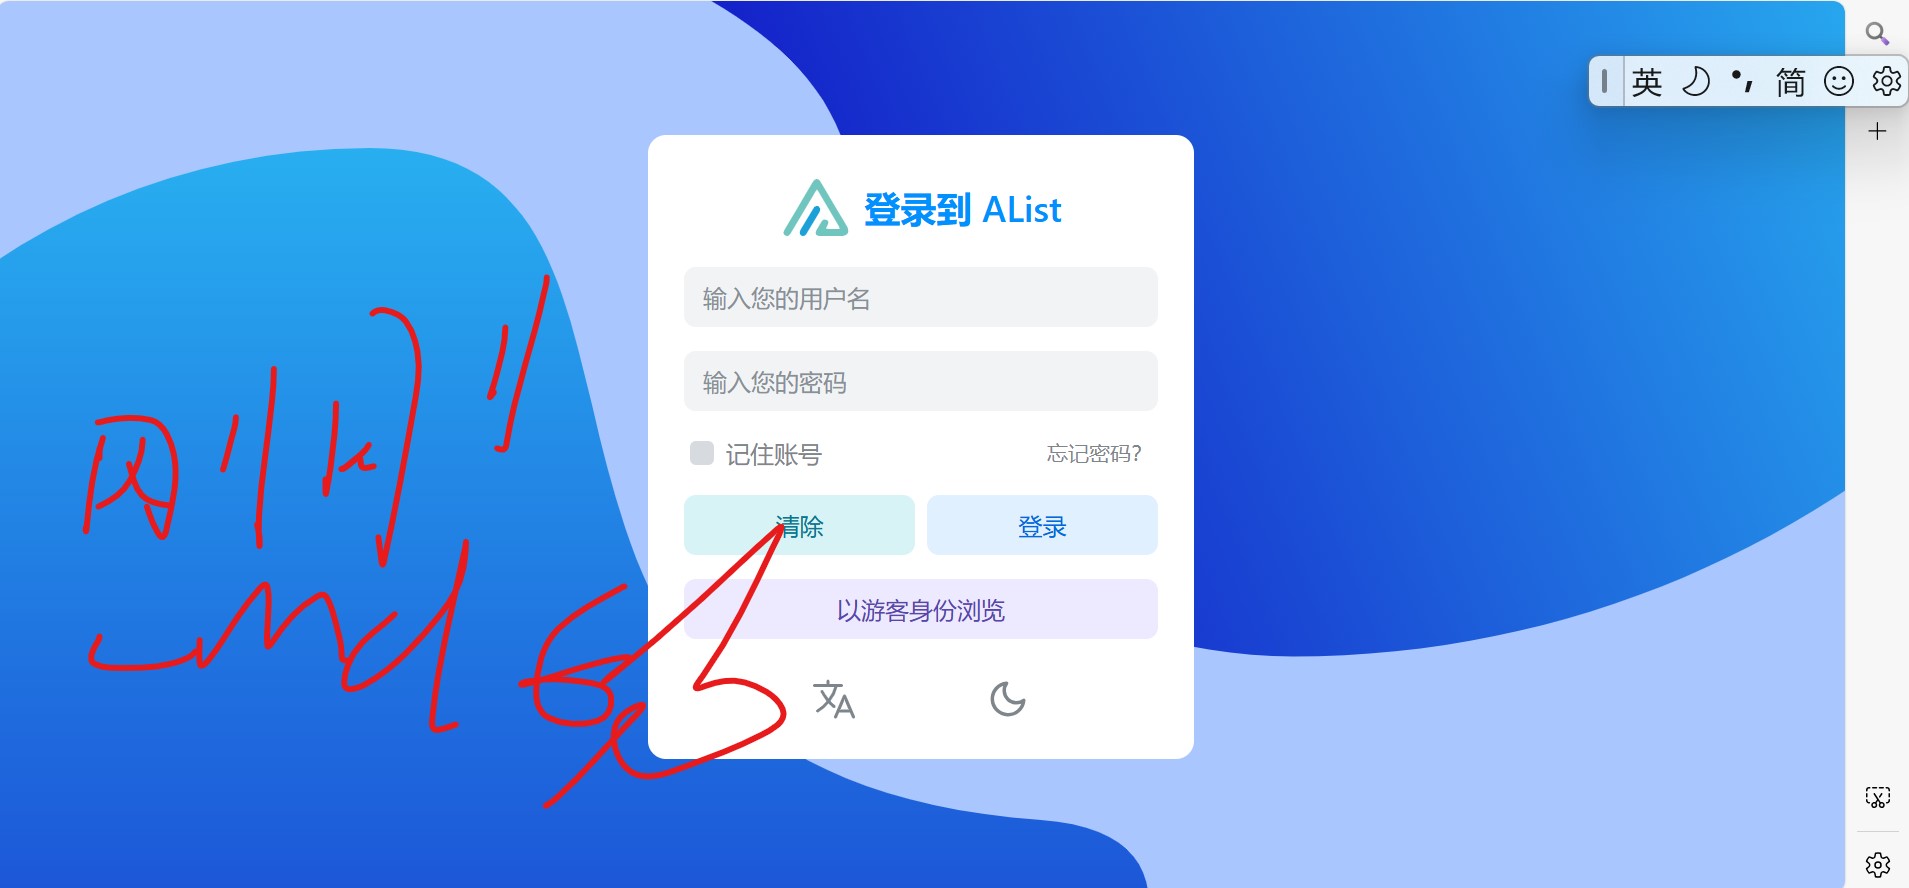 英 简
登录到 AList
输入您的用户名
输入您的密码
记住账号 忘记密码?
清除 登录
以游客身份浏览